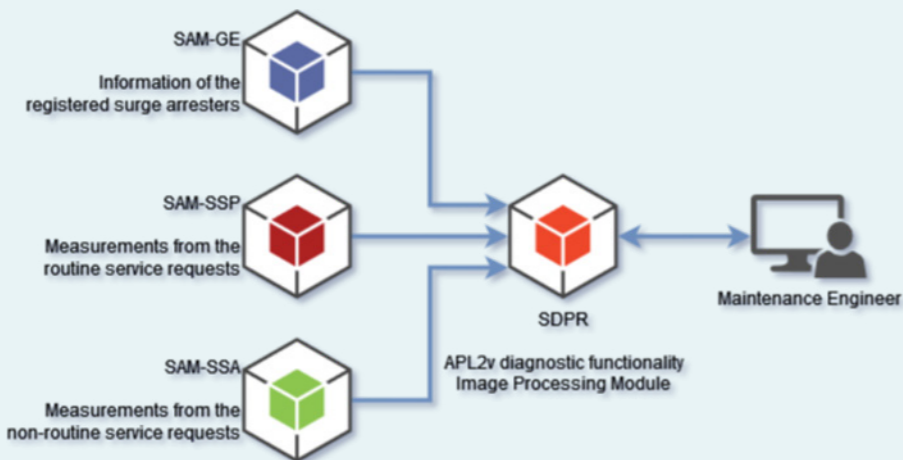 SAM-GE
Information of the
registered surge arresters
SAM-SSP
Measurements from the
routine service requests
SAM-SSA
Measurements from the
non-routine service requests
SDPR
APL2v diagnostic functionality
Image Processing Module
Maintenance Engineer